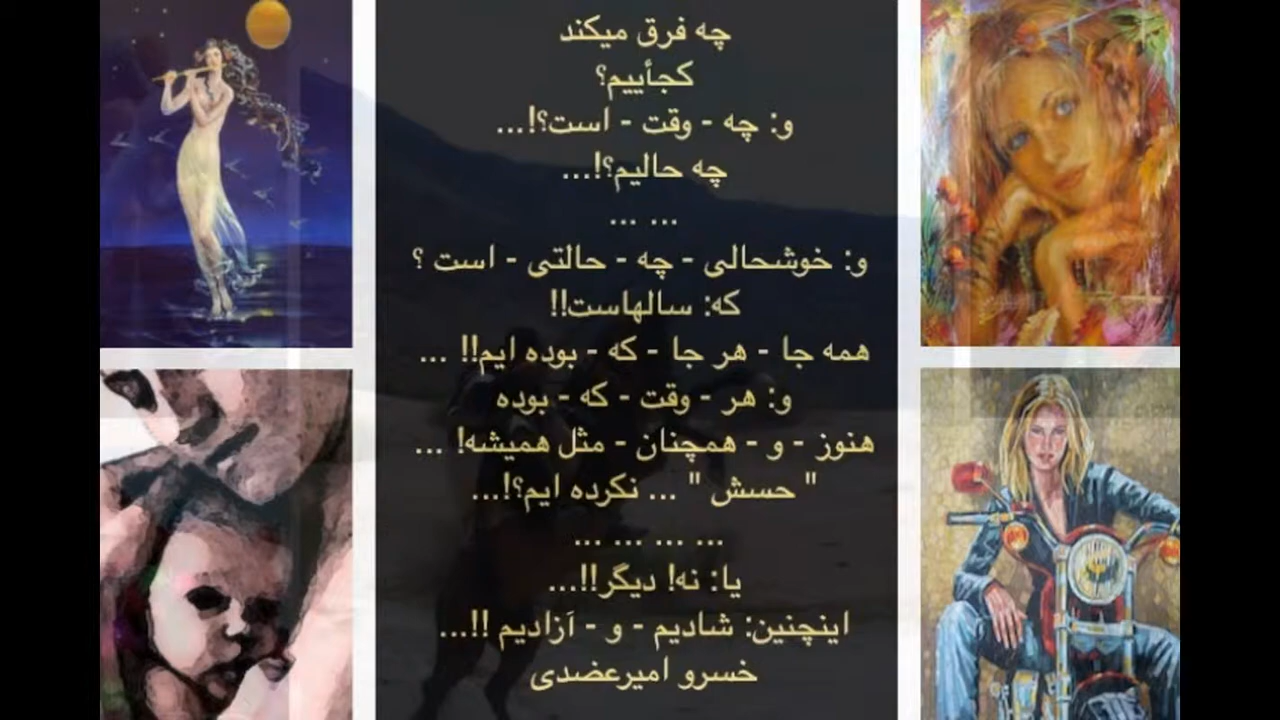 چه فرق میکند
کجأییم؟
و: چه - وقت - است؟!...
چه حالیم؟!...
... ...
و: خوشحالی - چه - حالتی - است ؟
که: سالهاست!!
همه جا - هر جا - که - بوده ایم!! ...
و: هر - وقت - که - بوده
هنوز - و - همچنان - مثل همیشه! ...
" حسش " ... نکرده ایم؟!...
... ... ... ...
یا: نه! دیگر!!...
اینچنین: شادیم - و - آزادیم !!...
خسرو امیرعضدی